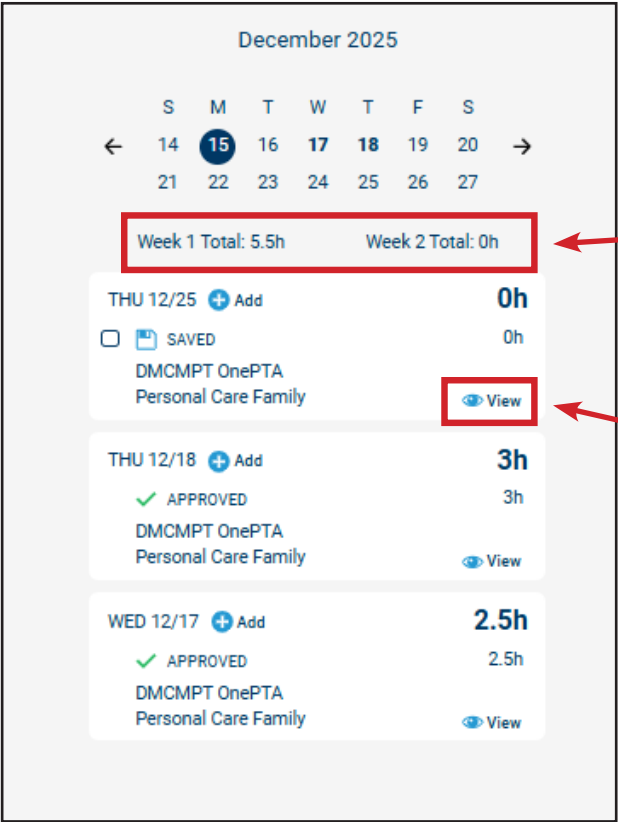 December 2025
S M T W T F S
14 15 16 17 18 19 20
21 22 23 24 25 26 27
Week 1 Total: 5.5h Week 2 Total: 0h
THU 12/25 Add 0h
SAVED 0h
DMCMPT OnePTA
Personal Care Family
View
THU 12/18 Add 3h
APPROVED 3h
DMCMPT OnePTA
Personal Care Family
View
WED 12/17 Add 2.5h
APPROVED 2.5h
DMCMPT OnePTA
Personal Care Family
View